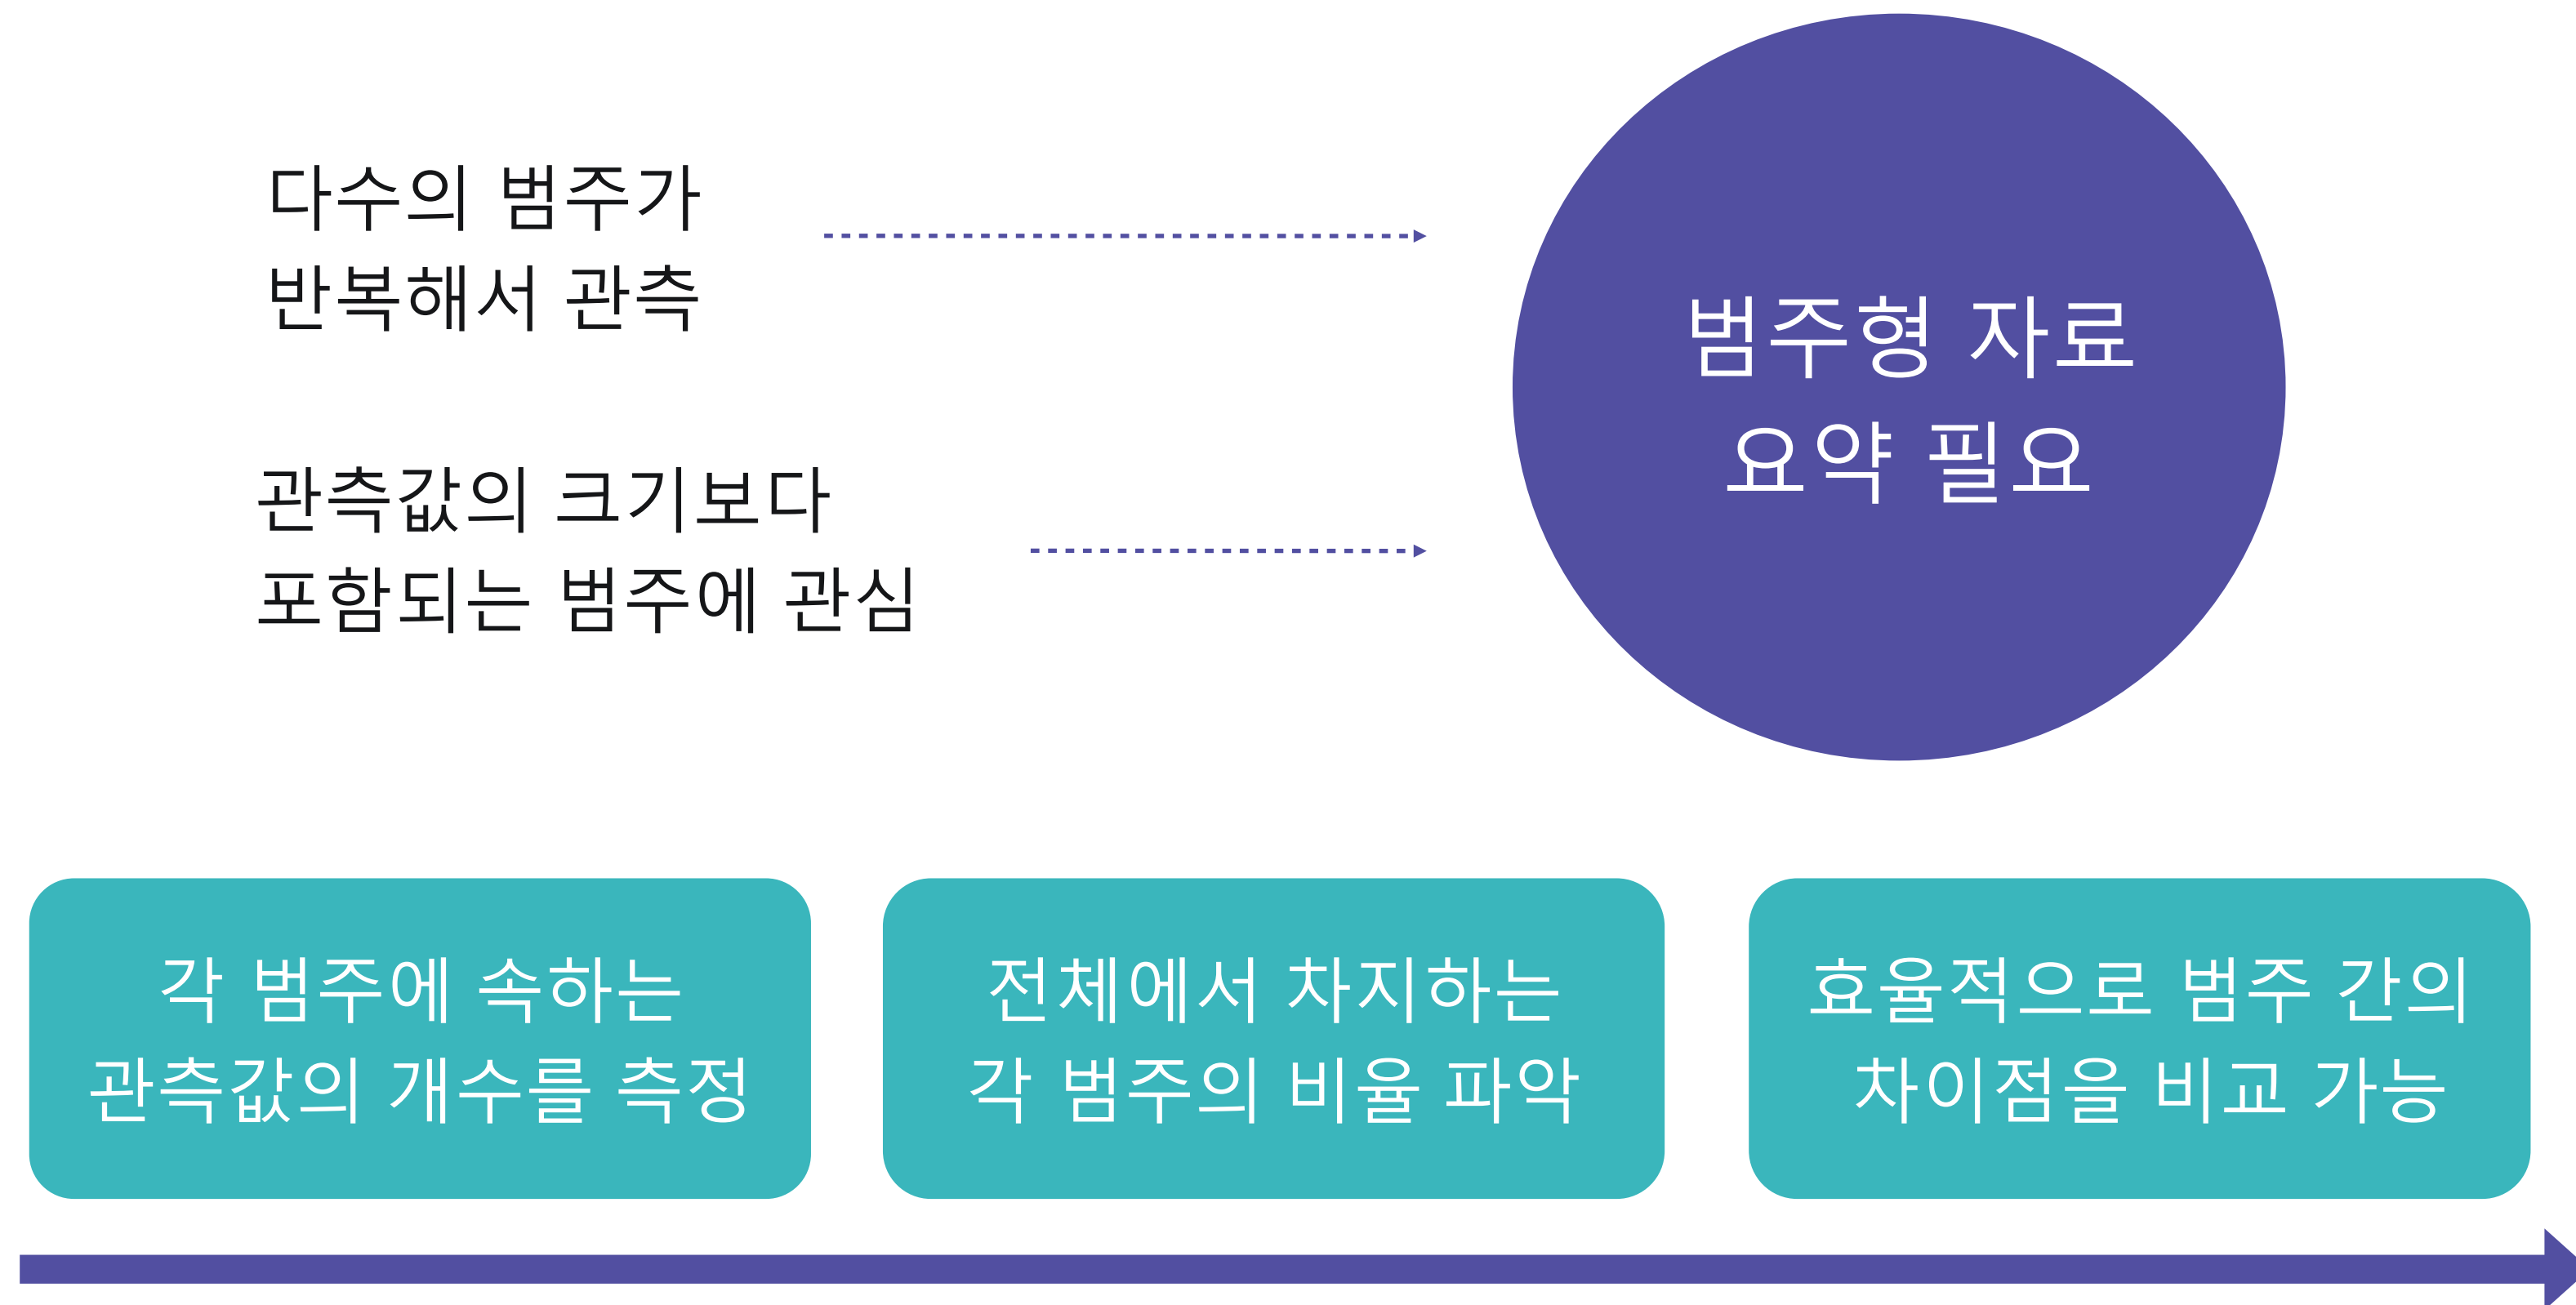 다수의 범주가
반복해서 관측
관측값의 크기보다
포함되는 범주에 관심
범주형 자료
요약 필요
각 범주에 속하는
관측값의 개수를 측정
전체에서 차지하는
각 범주의 비율 파악
효율적으로 범주 간의
차이점을 비교 가능